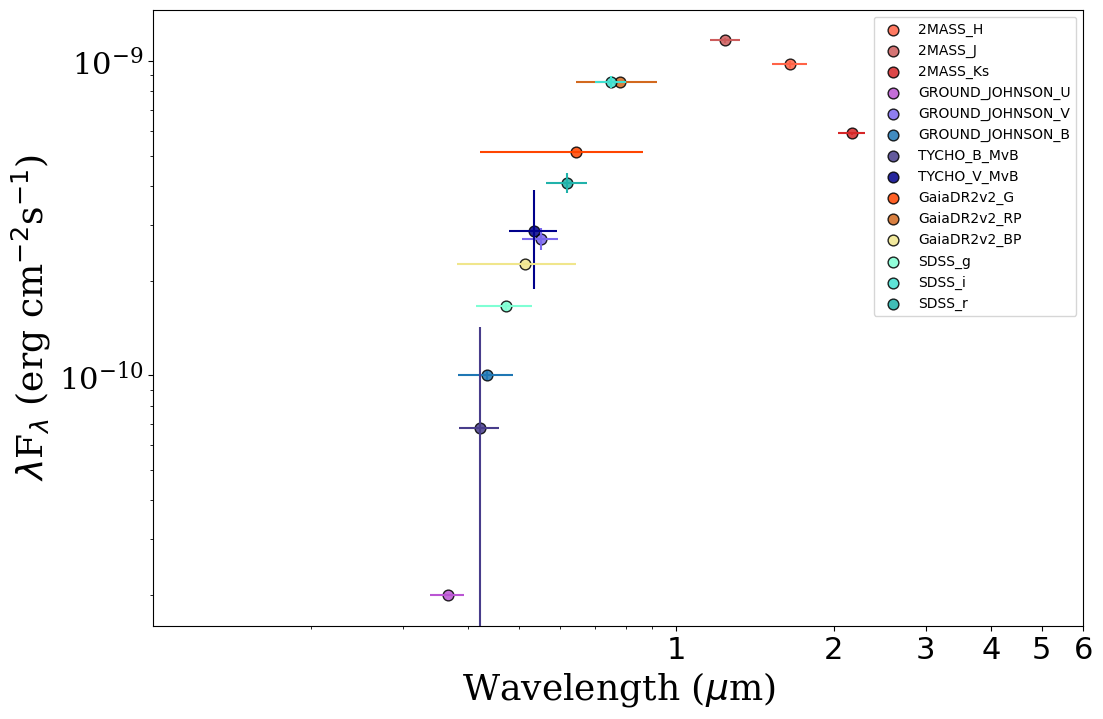 10⁻⁹
10⁻¹⁰
λF_λ (erg cm⁻²s⁻¹)
2MASS_H
2MASS_J
2MASS_Ks
GROUND_JOHNSON_U
GROUND_JOHNSON_V
GROUND_JOHNSON_B
TYCHO_B_MvB
TYCHO_V_MvB
GaiaDR2v2_G
GaiaDR2v2_RP
GaiaDR2v2_BP
SDSS_g
SDSS_i
SDSS_r
1 2 3 4 5 6
Wavelength (μm)